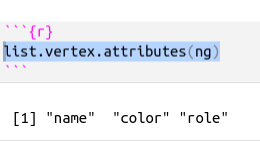 ```{r}
list.vertex.attributes(ng)
```
[1] "name"  "color" "role"